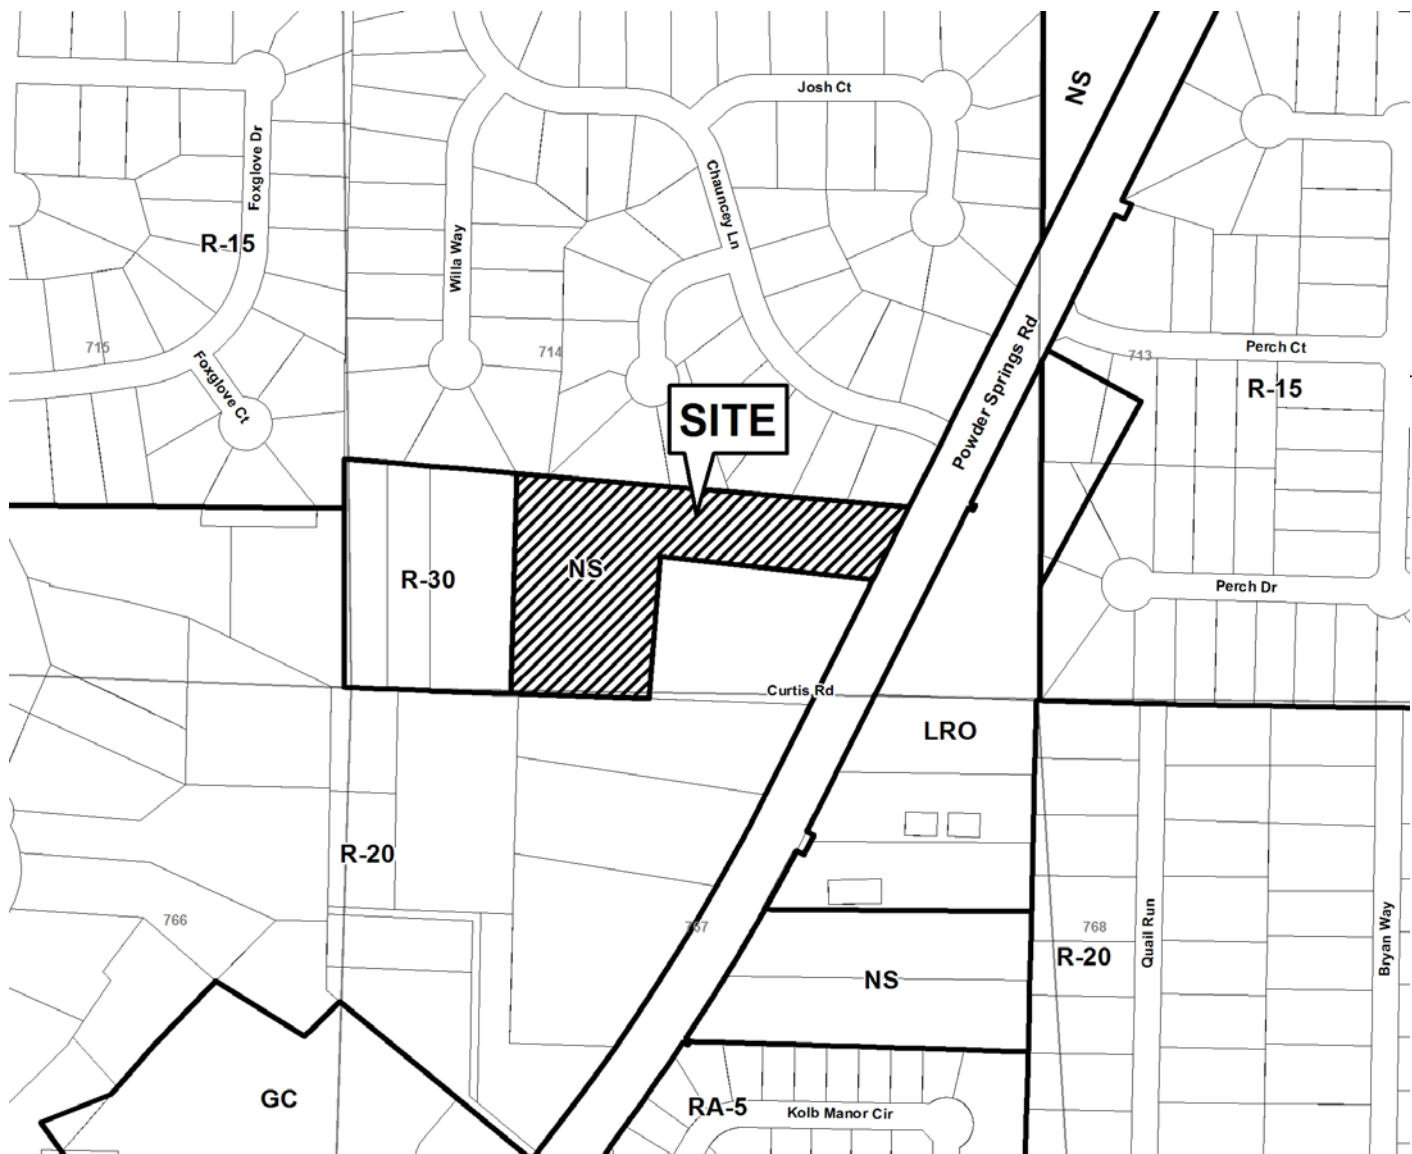 NS
Josh Ct
Foxglove Dr
Chauncey Ln
R-15
Willa Way
Powder Springs Rd
715
714
713
Perch Ct
Foxglove Ct
R-15
SITE
NS
R-30
Perch Dr
Curtis Rd
LRO
R-20
766
767
768
Quail Run
Bryan Way
R-20
NS
GC
RA-5
Kolb Manor Cir